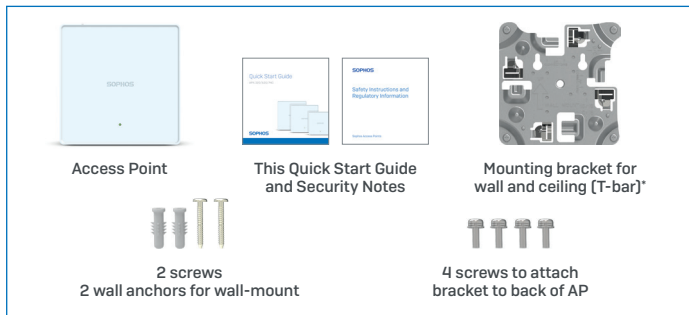 SOPHOS
Quick Start Guide
SOPHOS
SOPHOS
Safety Instructions and
Regulatory Information
Access Point
This Quick Start Guide
and Security Notes
Mounting bracket for
wall and ceiling (T-bar)*
2 screws
2 wall anchors for wall-mount
4 screws to attach
bracket to back of AP